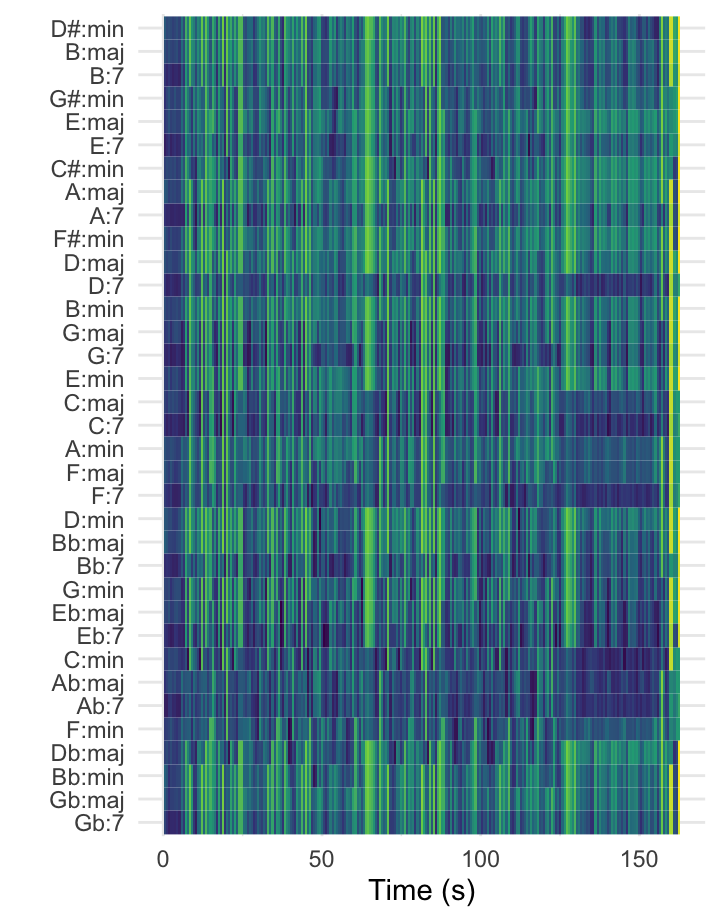 D#:min
B:maj
B:7
G#:min
E:maj
E:7
C#:min
A:maj
A:7
F#:min
D:maj
D:7
B:min
G:maj
G:7
E:min
C:maj
C:7
A:min
F:maj
F:7
D:min
Bb:maj
Bb:7
G:min
Eb:maj
Eb:7
C:min
Ab:maj
Ab:7
F:min
Db:maj
Bb:min
Gb:maj
Gb:7
0 50 100 150
Time (s)